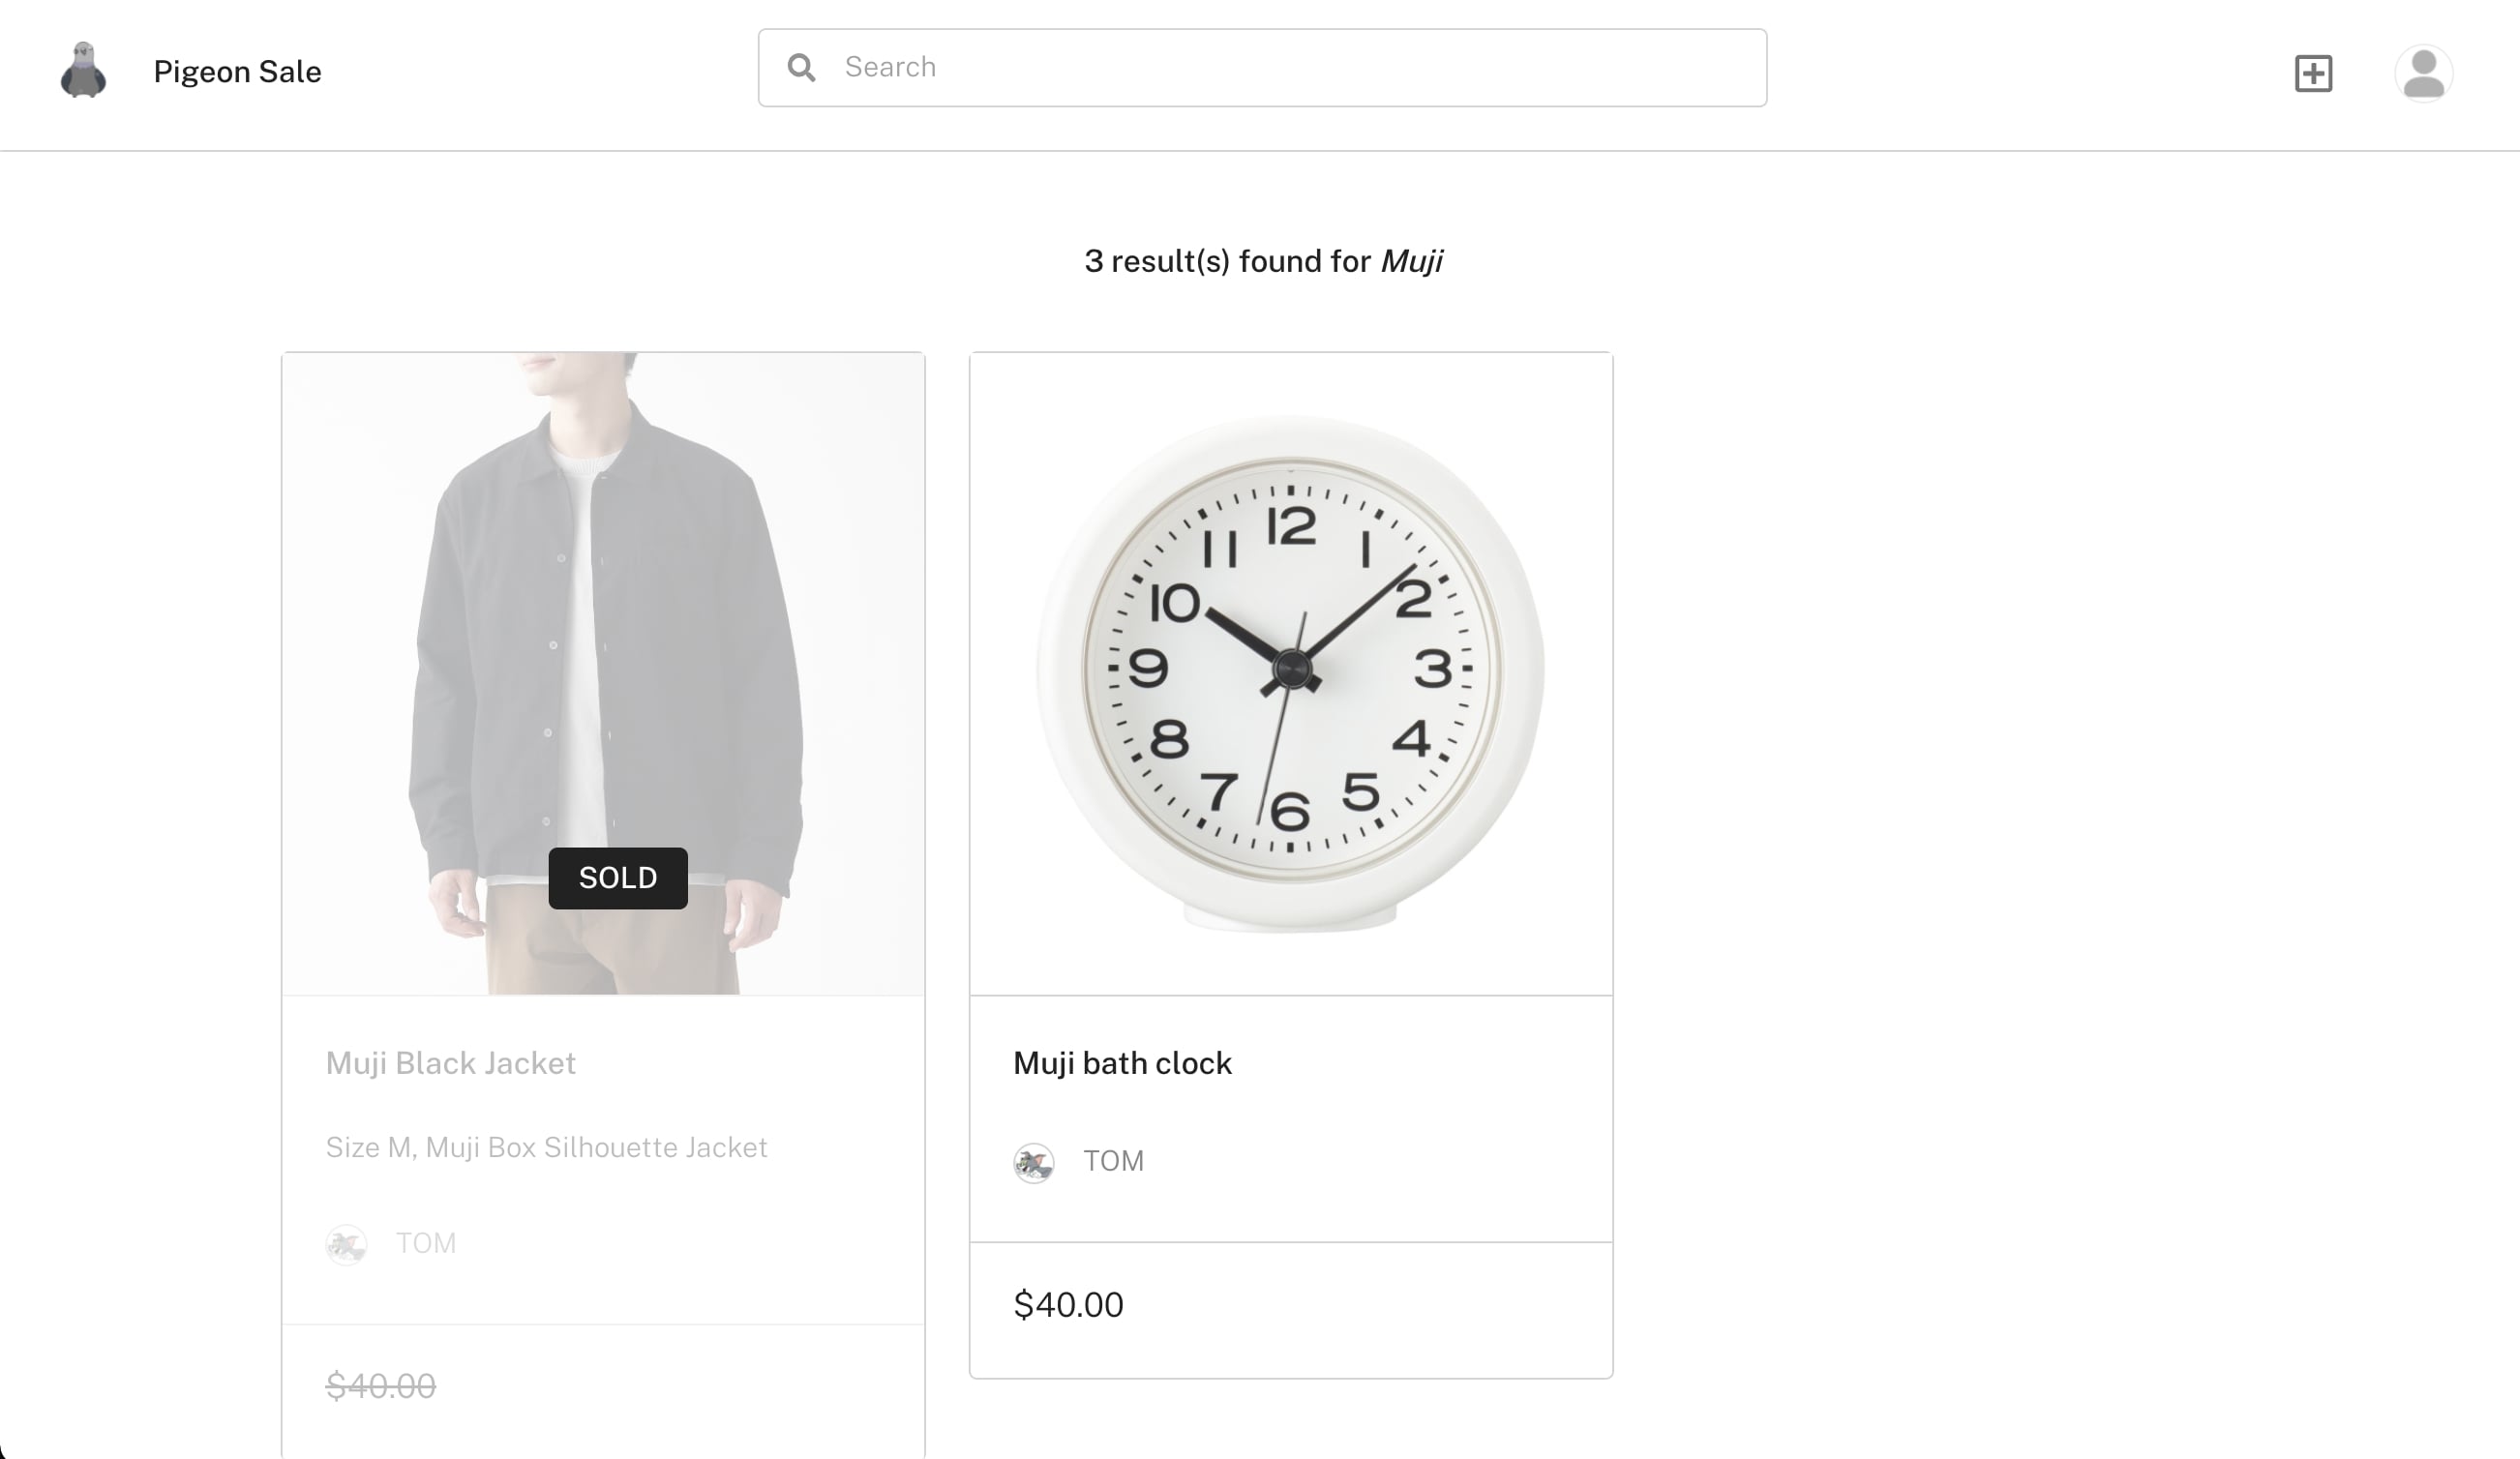 Pigeon Sale
Search
3 result(s) found for Muji
SOLD
Muji Black Jacket
Size M, Muji Box Silhouette Jacket
TOM
$40.00
12
1
2
3
4
5
6
7
8
9
10
11
Muji bath clock
TOM
$40.00